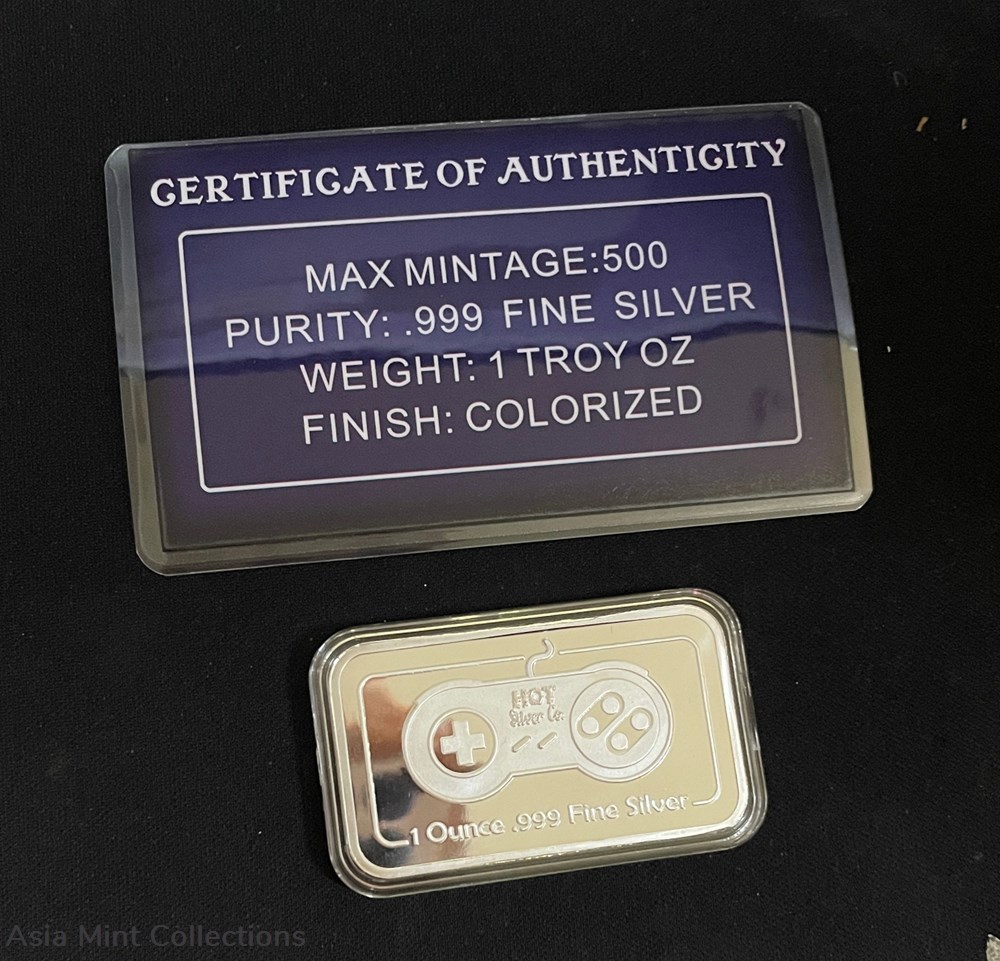 CERTIFICATE OF AUTHENTICITY
MAX MINTAGE:500
PURITY: .999 FINE SILVER
WEIGHT: 1 TROY OZ
FINISH: COLORIZED
HOT
Silver Co.
1 Ounce .999 Fine Silver
Asia Mint Collections